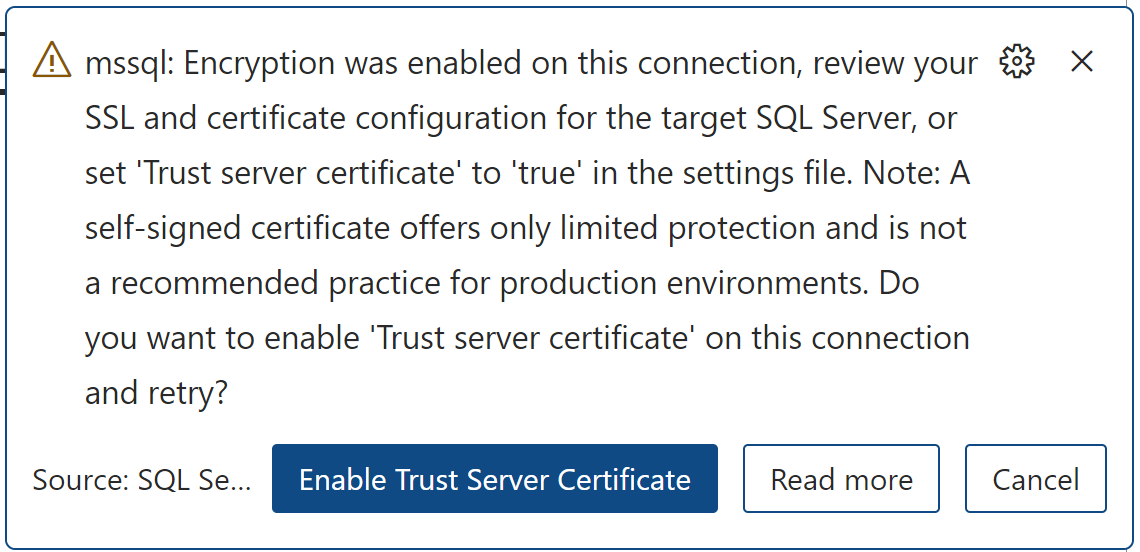 mssql: Encryption was enabled on this connection, review your
SSL and certificate configuration for the target SQL Server, or
set 'Trust server certificate' to 'true' in the settings file. Note: A
self-signed certificate offers only limited protection and is not
a recommended practice for production environments. Do
you want to enable 'Trust server certificate' on this connection
and retry?
Source: SQL Se... Enable Trust Server Certificate Read more Cancel